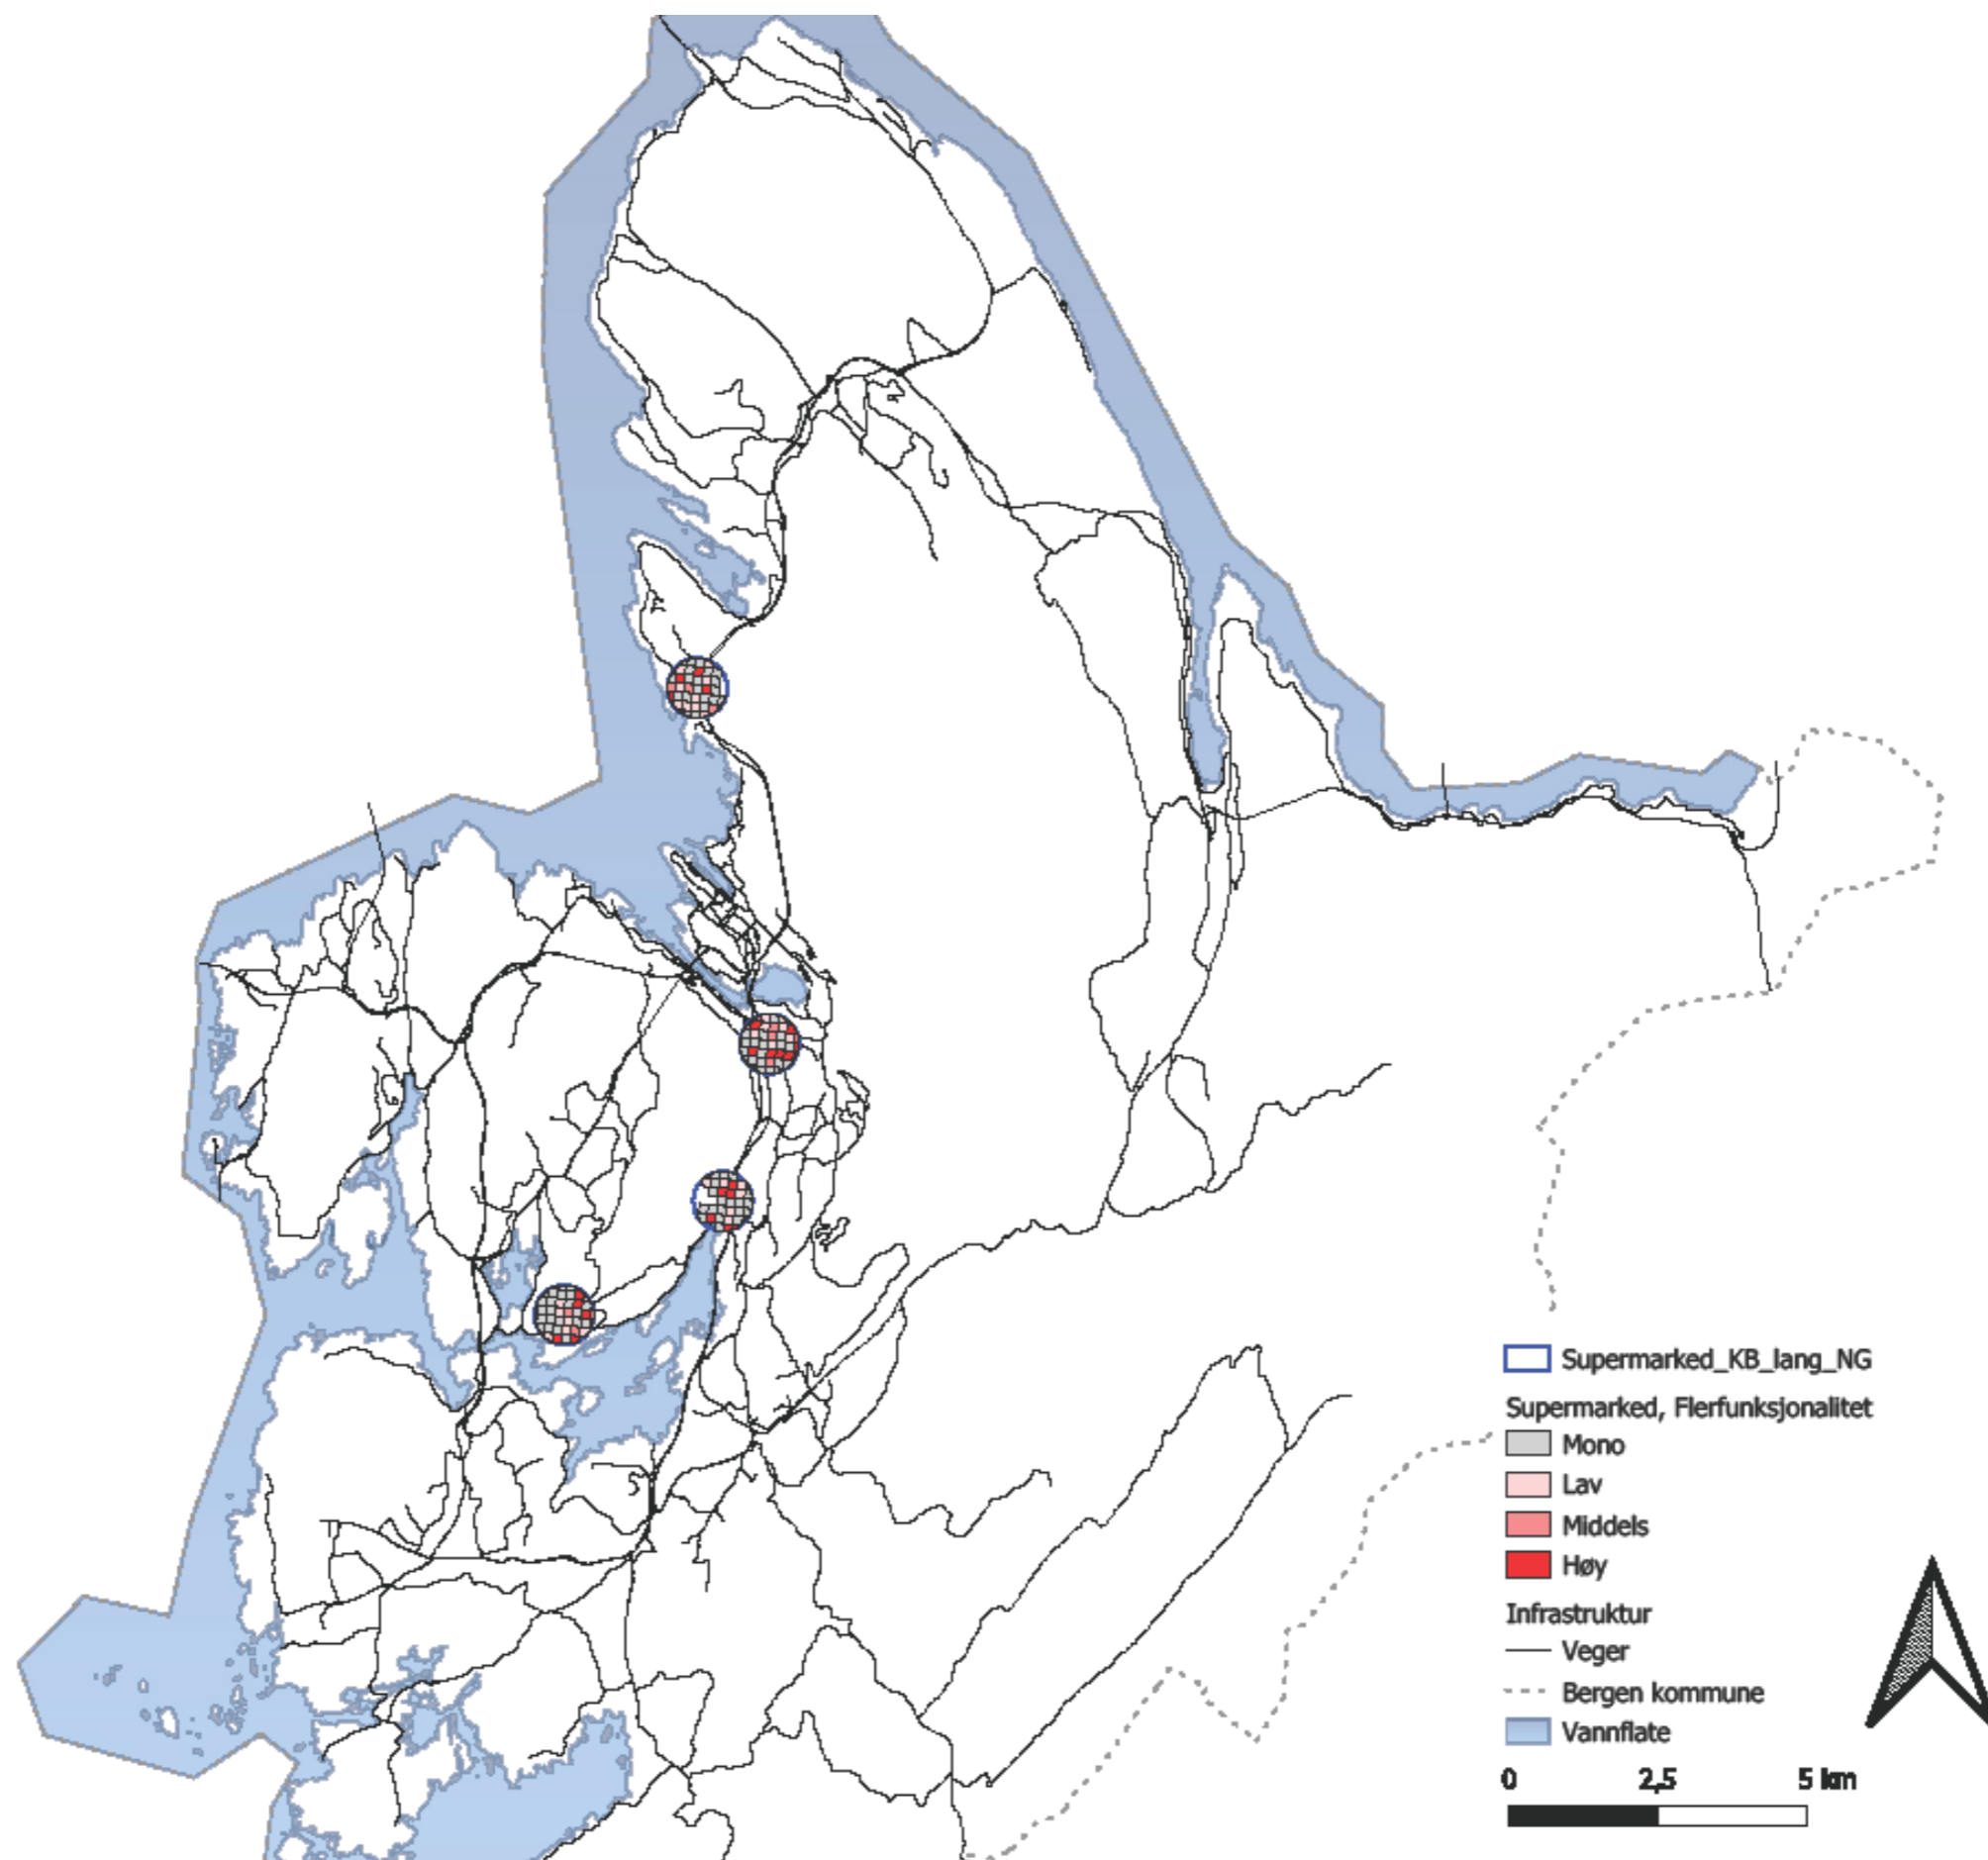 Supermarked_KB_lang_NG
Supermarked, Flerfunksjonalitet
Mono
Lav
Middels
Høy
Infrastruktur
Veger
Bergen kommune
Vannflate
0 2,5 5 km